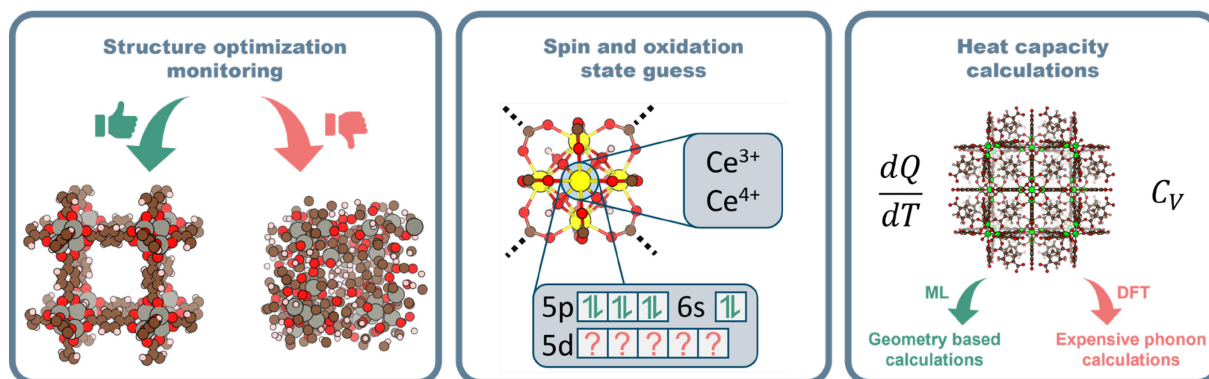 Structure optimization
monitoring
Spin and oxidation
state guess
Ce³⁺
Ce⁴⁺
5p ⥮ ⥮ ⥮ 6s ⥮
5d ? ? ? ? ?
Heat capacity
calculations
dQ
dT
C_V
ML
DFT
Geometry based
calculations
Expensive phonon
calculations